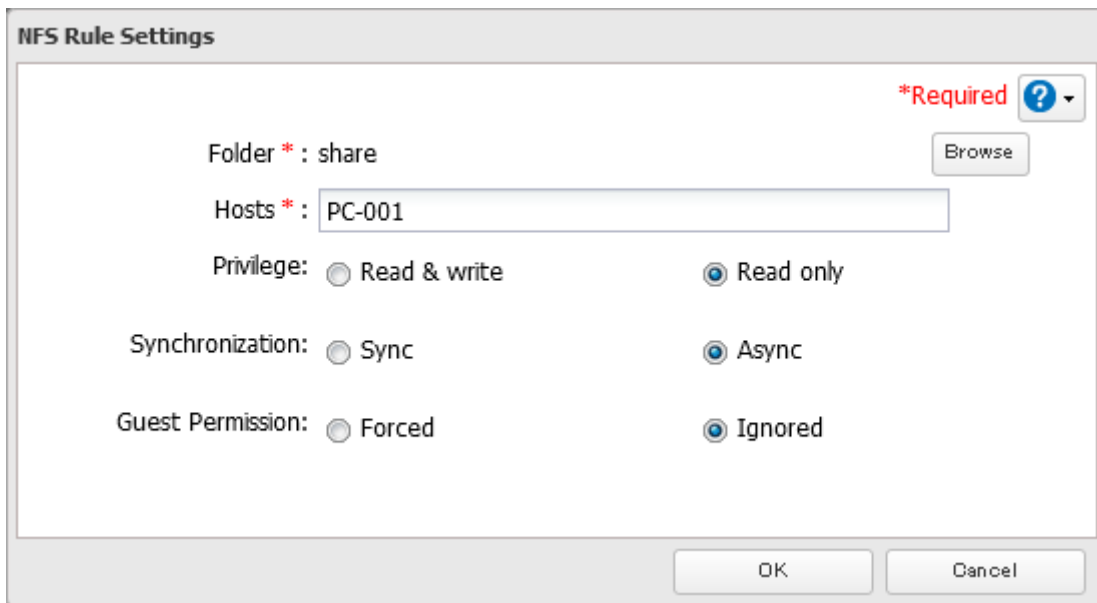 NFS Rule Settings
*Required ?
Folder * : share Browse
Hosts * : PC-001
Privilege: Read & write Read only
Synchronization: Sync Async
Guest Permission: Forced Ignored
OK Cancel